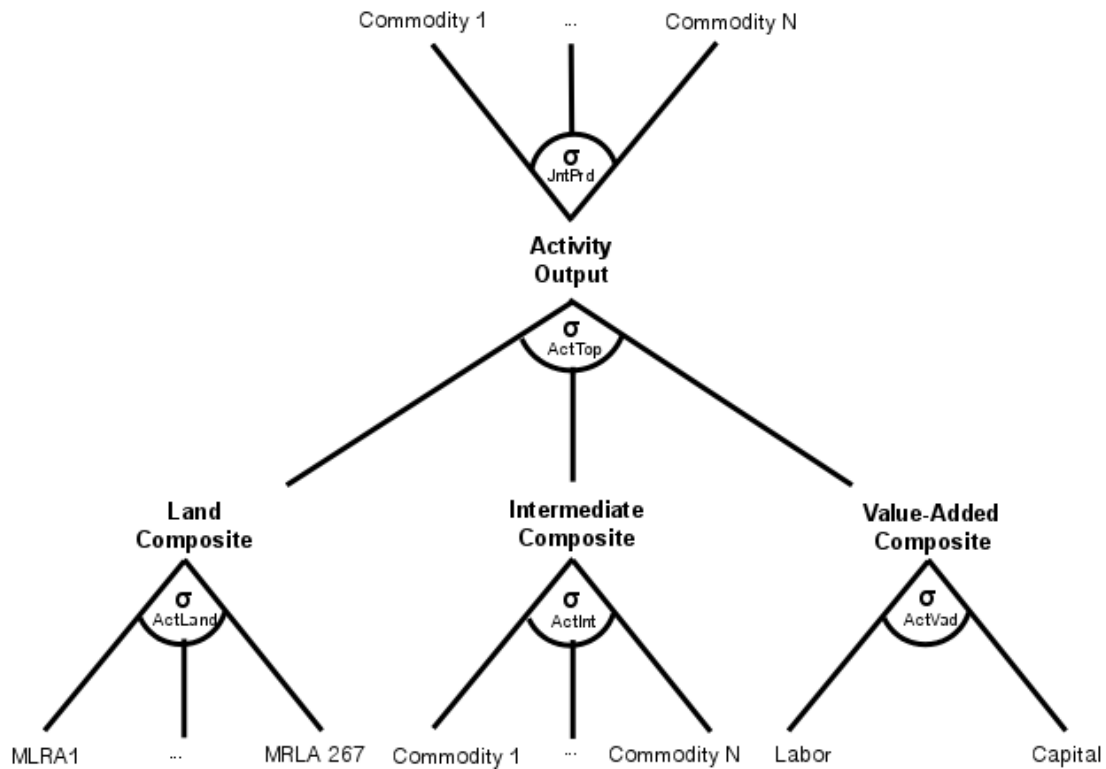 Commodity 1 ... Commodity N
σ
JntPrd
Activity
Output
σ
ActTop
Land
Composite
Intermediate
Composite
Value-Added
Composite
σ
ActLand
σ
ActInt
σ
ActVad
MLRA1 ... MRLA 267 Commodity 1 ... Commodity N Labor Capital